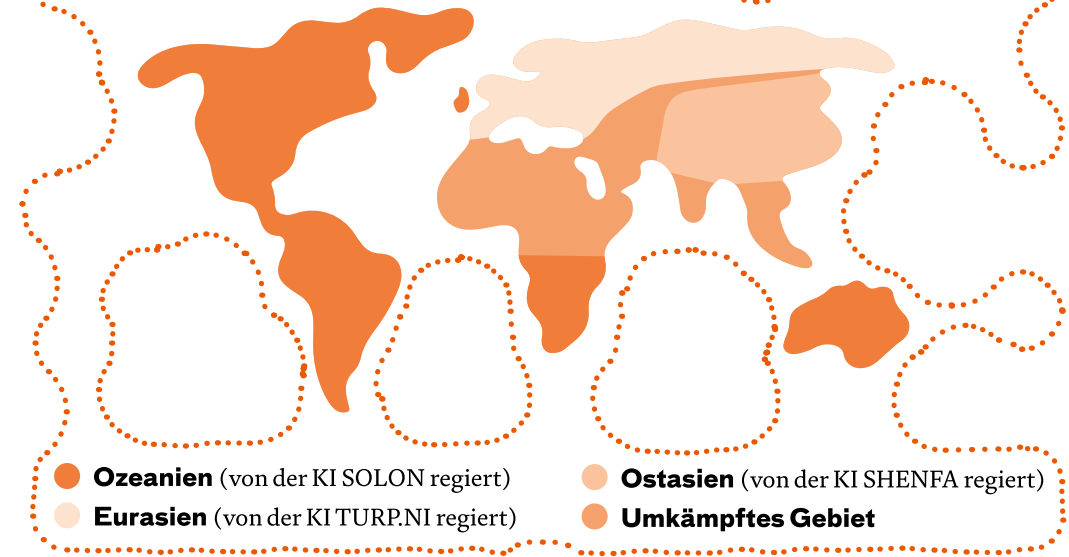 Ozeanien (von der KI SOLON regiert)
Eurasien (von der KI TURP.NI regiert)
Ostasien (von der KI SHENFA regiert)
Umkämpftes Gebiet